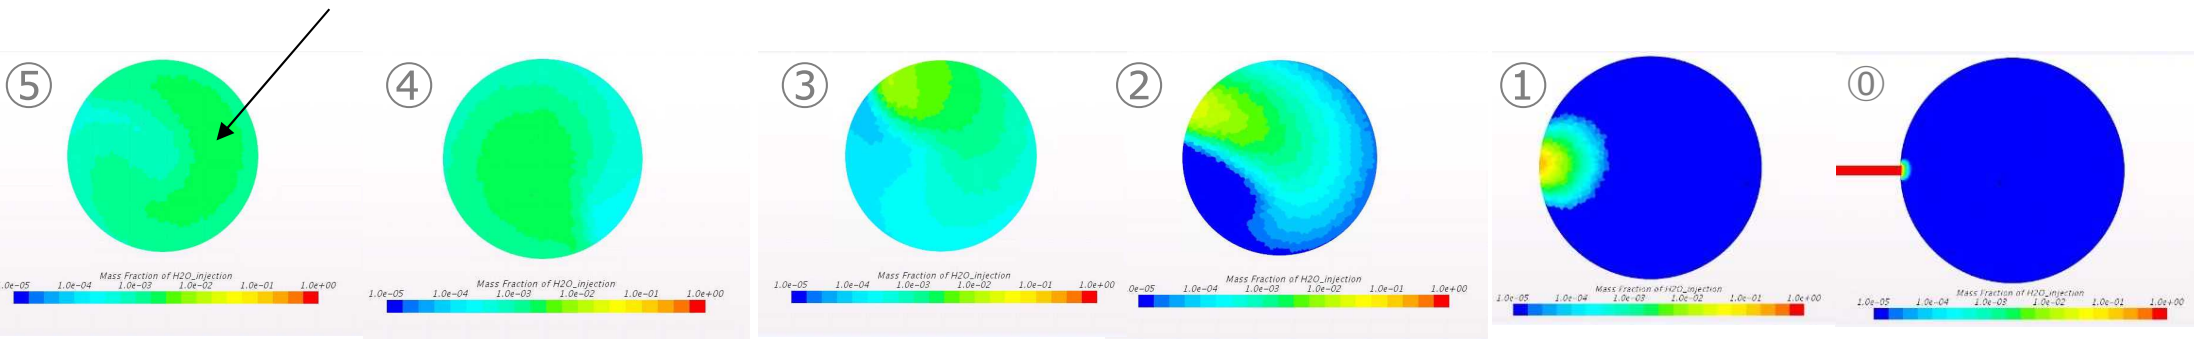 ⑤
④
③
②
①
⓪
Mass Fraction of H2O_injection
.0e-05 1.0e-04 1.0e-03 1.0e-02 1.0e-01 1.0e+00
Mass Fraction of H2O_injection
1.0e-05 1.0e-04 1.0e-03 1.0e-02 1.0e-01 1.0e+00
Mass Fraction of H2O_injection
1.0e-05 1.0e-04 1.0e-03 1.0e-02 1.0e-01 1.0e+00
Mass Fraction of H2O_injection
0e-05 1.0e-04 1.0e-03 1.0e-02 1.0e-01 1.0e+00
Mass Fraction of H2O_injection
1.0e-05 1.0e-04 1.0e-03 1.0e-02 1.0e-01 1.0e+00
Mass Fraction of H2O_injection
1.0e-05 1.0e-04 1.0e-03 1.0e-02 1.0e-01 1.0e+00